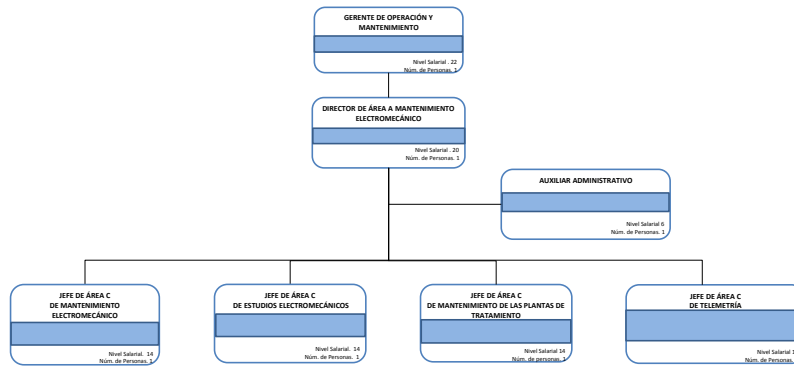 GERENTE DE OPERACIÓN Y
MANTENIMIENTO
Nivel Salarial . 22
Núm. de Personas. 1
DIRECTOR DE ÁREA A MANTENIMIENTO
ELECTROMECÁNICO
Nivel Salarial . 20
Núm. de Personas. 1
AUXILIAR ADMINISTRATIVO
Nivel Salarial 6
Núm. de Personas. 1
JEFE DE ÁREA C
DE MANTENIMIENTO
ELECTROMECÁNICO
Nivel Salarial. 14
Núm. de Personas. 1
JEFE DE ÁREA C
DE ESTUDIOS ELECTROMECÁNICOS
Nivel Salarial. 14
Núm. de Personas. 1
JEFE DE ÁREA C
DE MANTENIMIENTO DE LAS PLANTAS DE
TRATAMIENTO
Nivel Salarial 14
Núm. de personas. 1
JEFE DE ÁREA C
DE TELEMETRÍA
Nivel Salarial 1
Núm. de Personas.